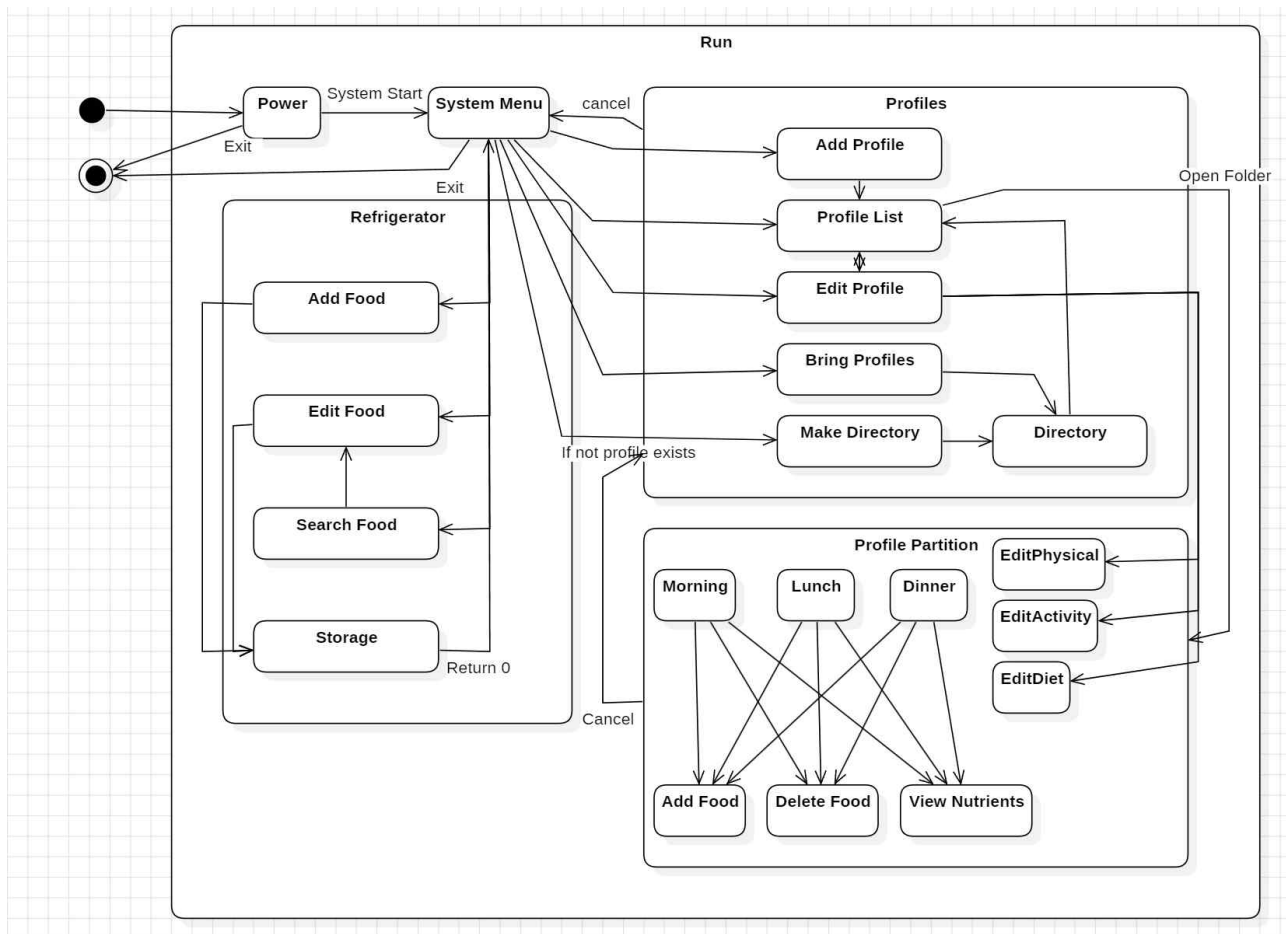 Run
Power
System Start
System Menu
cancel
Exit
Exit
Profiles
Add Profile
Profile List
Edit Profile
Bring Profiles
Make Directory
Directory
Open Folder
If not profile exists
Refrigerator
Add Food
Edit Food
Search Food
Storage
Return 0
Cancel
Profile Partition
Morning
Lunch
Dinner
EditPhysical
EditActivity
EditDiet
Add Food
Delete Food
View Nutrients